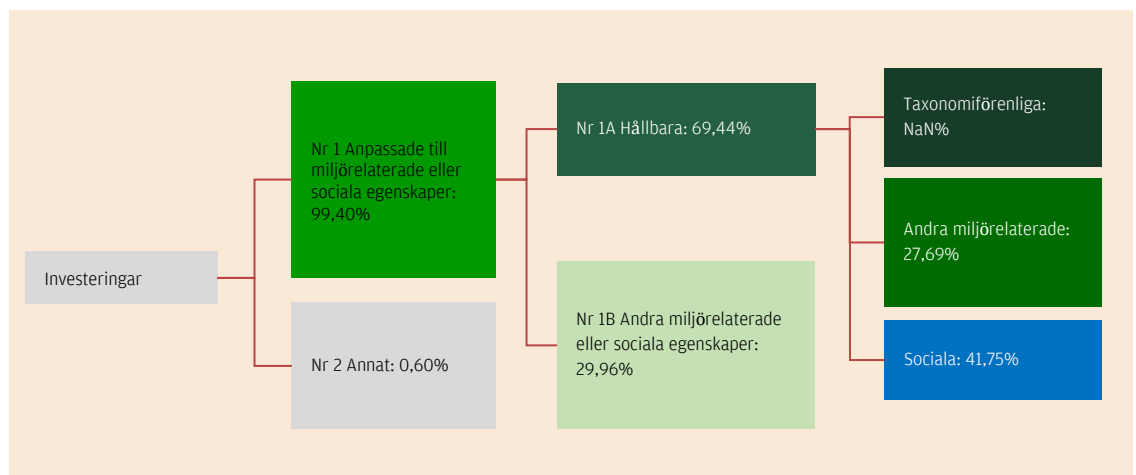 Investeringar
Nr 1 Anpassade till
miljörelaterade eller
sociala egenskaper:
99,40%
Nr 2 Annat: 0,60%
Nr 1A Hållbara: 69,44%
Nr 1B Andra miljörelaterade
eller sociala egenskaper:
29,96%
Taxonomiförenliga:
NaN%
Andra miljörelaterade:
27,69%
Sociala: 41,75%